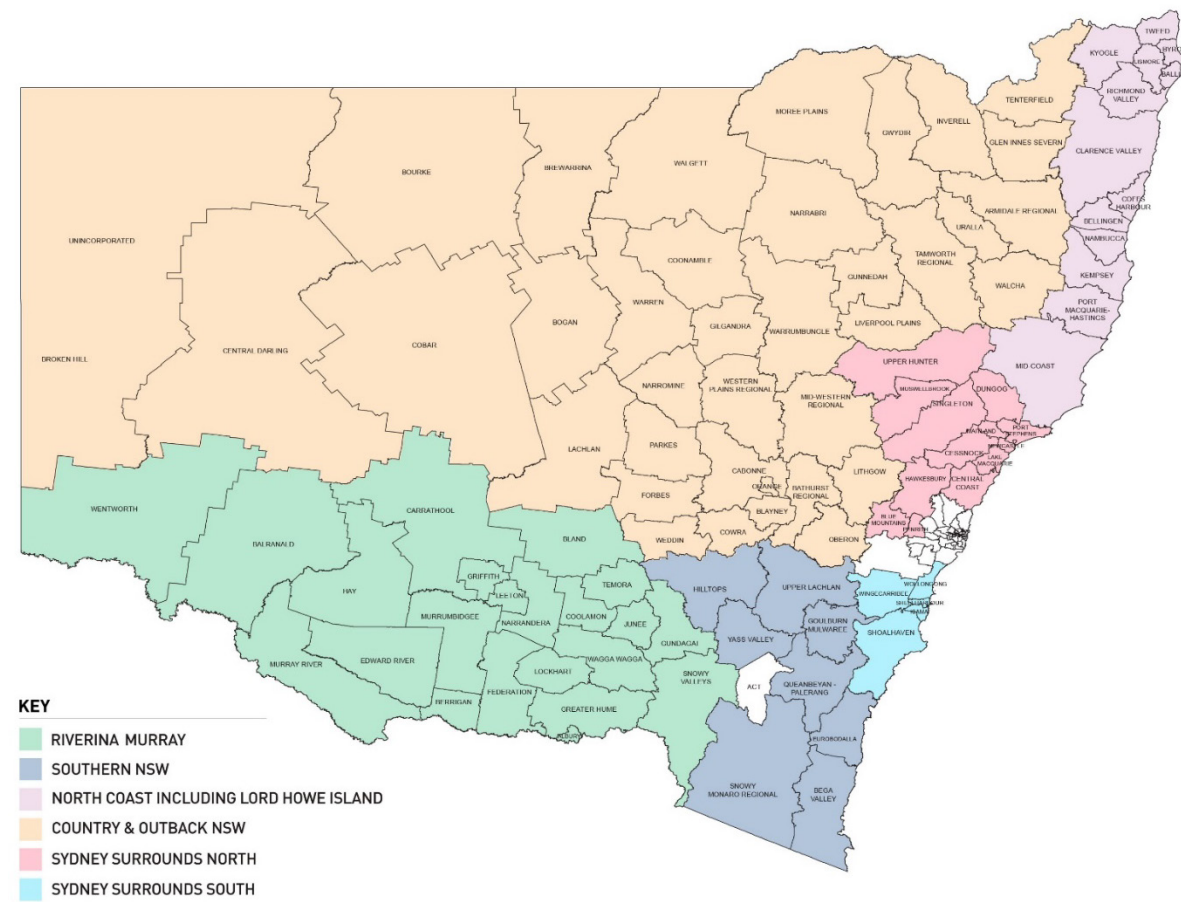 TWEED
KYOGLE
BYRON
LISMORE
BALLINA
RICHMOND
VALLEY
TENTERFIELD
MOREE PLAINS
INVERELL
GWYDIR
GLEN INNES SEVERN
CLARENCE VALLEY
BOURKE
BREWARRINA
WALGETT
NARRABRI
ARMIDALE REGIONAL
COFFS
HARBOUR
BELLINGEN
URALLA
UNINCORPORATED
NAMBUCCA
COONAMBLE
TAMWORTH
REGIONAL
GUNNEDAH
KEMPSEY
WALCHA
WARREN
PORT
MACQUARIE-
HASTINGS
BOGAN
GILGANDRA
WARRUMBUNGLE
LIVERPOOL PLAINS
COBAR
CENTRAL DARLING
BROKEN HILL
UPPER HUNTER
MID COAST
NARROMINE
WESTERN
PLAINS REGIONAL
MUSWELLBROOK
DUNGOG
MID-WESTERN
REGIONAL
SINGLETON
PORT
STEPHENS
MAITLAND
NEWCASTLE
LACHLAN
PARKES
CESSNOCK
LAKE
MACQUARIE
CABONNE
LITHGOW
ORANGE
BATHURST
REGIONAL
HAWKESBURY
CENTRAL
COAST
FORBES
BLAYNEY
BLUE
MOUNTAINS
PENRITH
WENTWORTH
CARRATHOOL
WEDDIN
COWRA
OBERON
BLAND
BALRANALD
GRIFFITH
TEMORA
HILLTOPS
UPPER LACHLAN
WOLLONGONG
WINGECARRIBEE
HAY
LEETON
SHELLHARBOUR
KIAMA
MURRUMBIDGEE
NARRANDERA
COOLAMON
JUNEE
GOULBURN
MULWAREE
YASS VALLEY
SHOALHAVEN
GUNDAGAI
MURRAY RIVER
EDWARD RIVER
LOCKHART
WAGGA WAGGA
SNOWY
VALLEYS
ACT
QUEANBEYAN -
PALERANG
FEDERATION
BERRIGAN
GREATER HUME
ALBURY
EUROBODALLA
SNOWY
MONARO REGIONAL
BEGA
VALLEY
KEY
RIVERINA MURRAY
SOUTHERN NSW
NORTH COAST INCLUDING LORD HOWE ISLAND
COUNTRY & OUTBACK NSW
SYDNEY SURROUNDS NORTH
SYDNEY SURROUNDS SOUTH